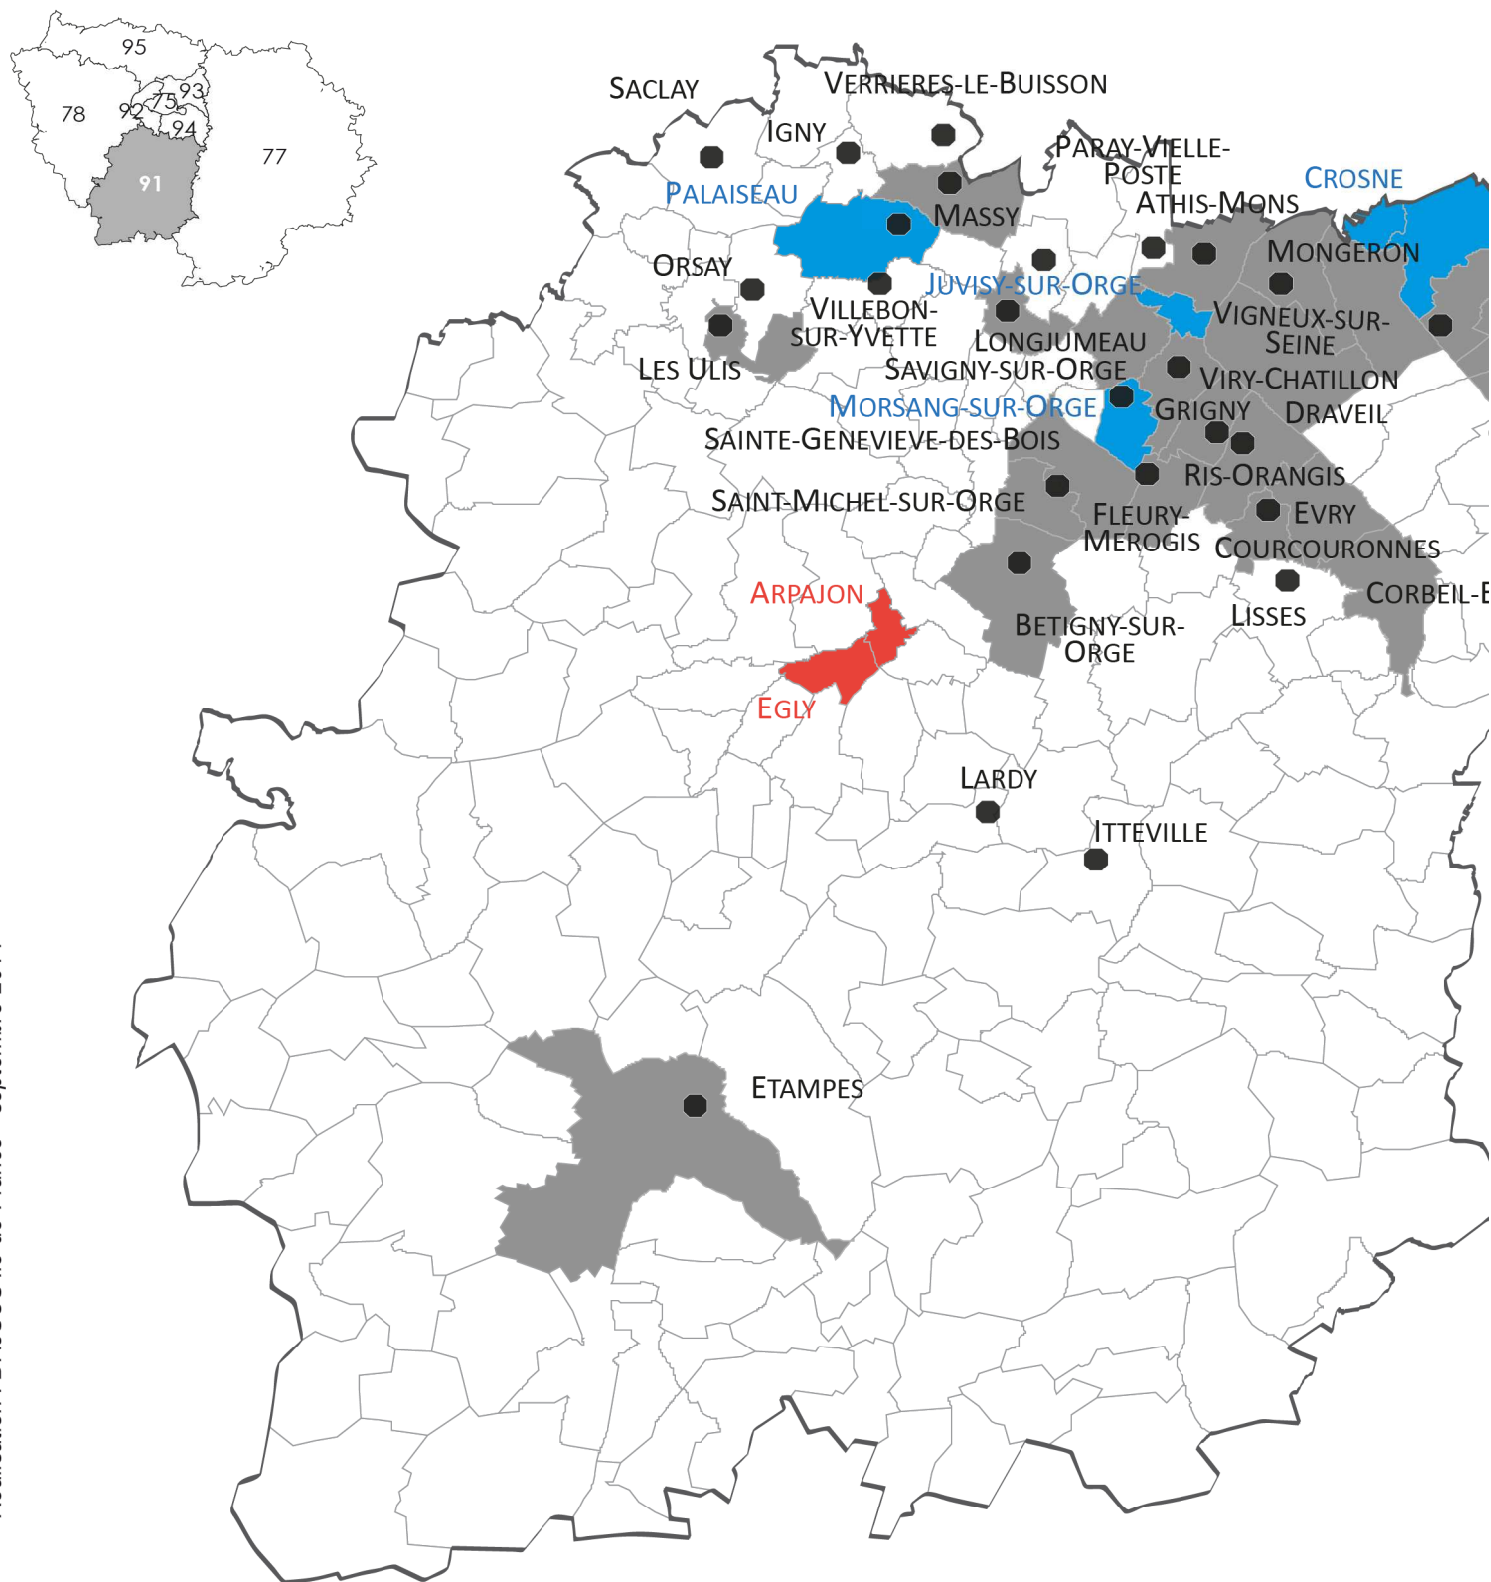 95
78
92
75
93
94
77
91
SACLAY
VERRIERES-LE-BUISSON
IGNY
PARAY-VIELLE-
POSTE
PALAISEAU
CROSNE
MASSY
ATHIS-MONS
MONGERON
ORSAY
JUVISY-SUR-ORGE
VILLEBON-
SUR-YVETTE
VIGNEUX-SUR-
SEINE
LONGJUMEAU
LES ULIS
SAVIGNY-SUR-ORGE
VIRY-CHATILLON
MORSANG-SUR-ORGE
GRIGNY
DRAVEIL
SAINTE-GENEVIEVE-DES-BOIS
RIS-ORANGIS
SAINT-MICHEL-SUR-ORGE
FLEURY-
MEROGIS
EVRY
COURCOURONNES
ARPAJON
CORBEIL-E
LISSES
BETIGNY-SUR-
ORGE
EGLY
LARDY
ITTEVILLE
ETAMPES